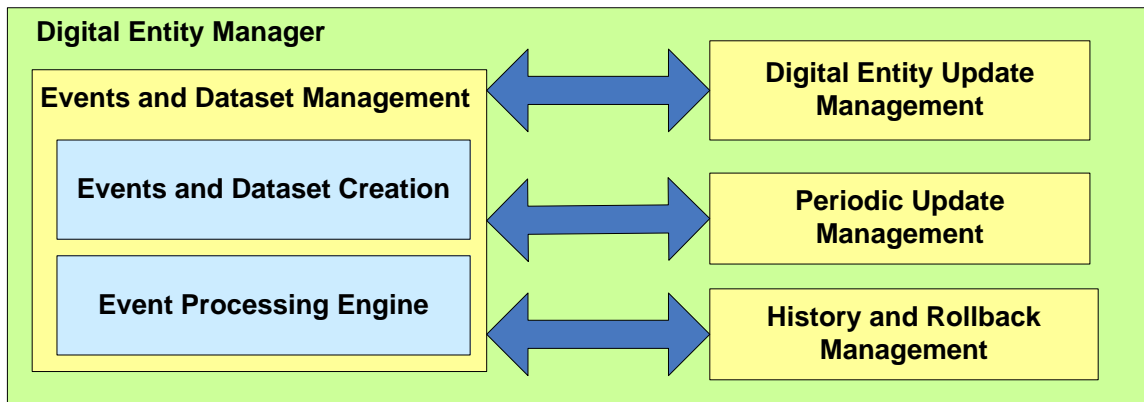 Digital Entity Manager
Events and Dataset Management
Events and Dataset Creation
Event Processing Engine
Digital Entity Update
Management
Periodic Update
Management
History and Rollback
Management